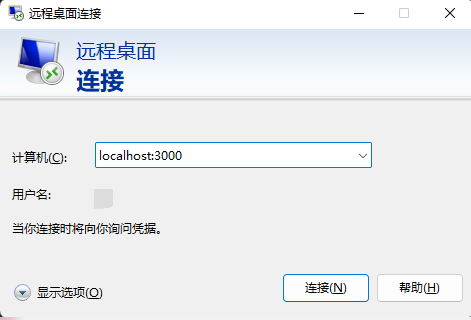 远程桌面连接
远程桌面
连接
计算机(C): localhost:3000
用户名:
当你连接时将向你询问凭据。
显示选项(O) 连接(N) 帮助(H)